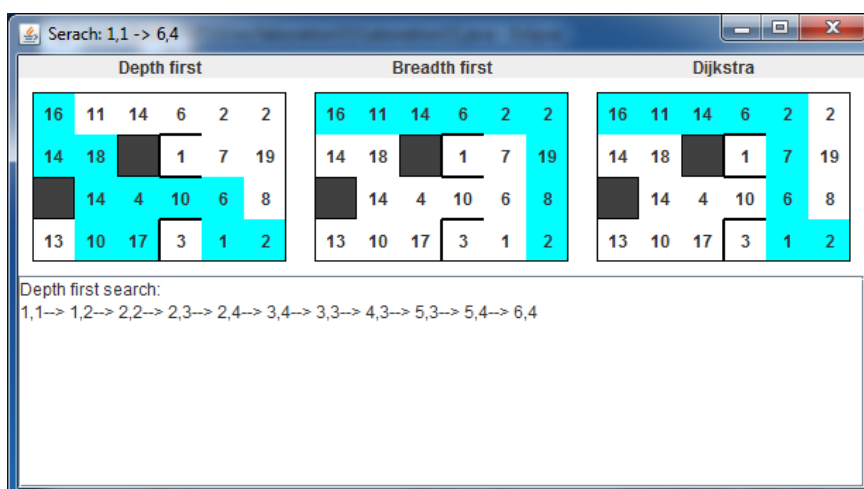 Serach: 1,1 -> 6,4
Depth first Breadth first Dijkstra
16 11 14 6 2 2 16 11 14 6 2 2 16 11 14 6 2 2
14 18 1 7 19 14 18 1 7 19 14 18 1 7 19
14 4 10 6 8 14 4 10 6 8 14 4 10 6 8
13 10 17 3 1 2 13 10 17 3 1 2 13 10 17 3 1 2
Depth first search:
1,1--> 1,2--> 2,2--> 2,3--> 2,4--> 3,4--> 3,3--> 4,3--> 5,3--> 5,4--> 6,4